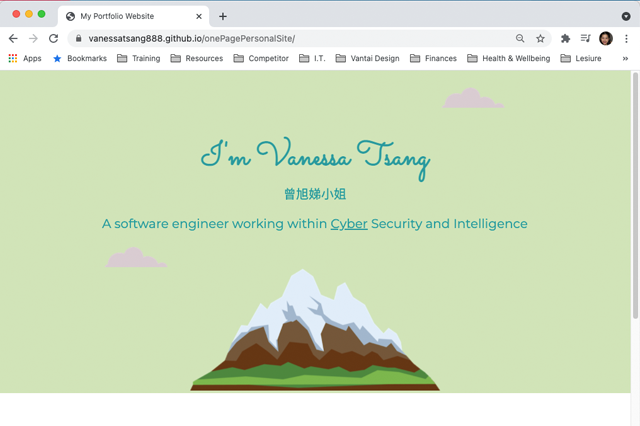 My Portfolio Website
vanessatsang888.github.io/onePagePersonalSite/
Apps Bookmarks Training Resources Competitor I.T. Vantai Design Finances Health & Wellbeing Lesiure
I'm Vanessa Tsang
曾旭娣小姐
A software engineer working within Cyber Security and Intelligence